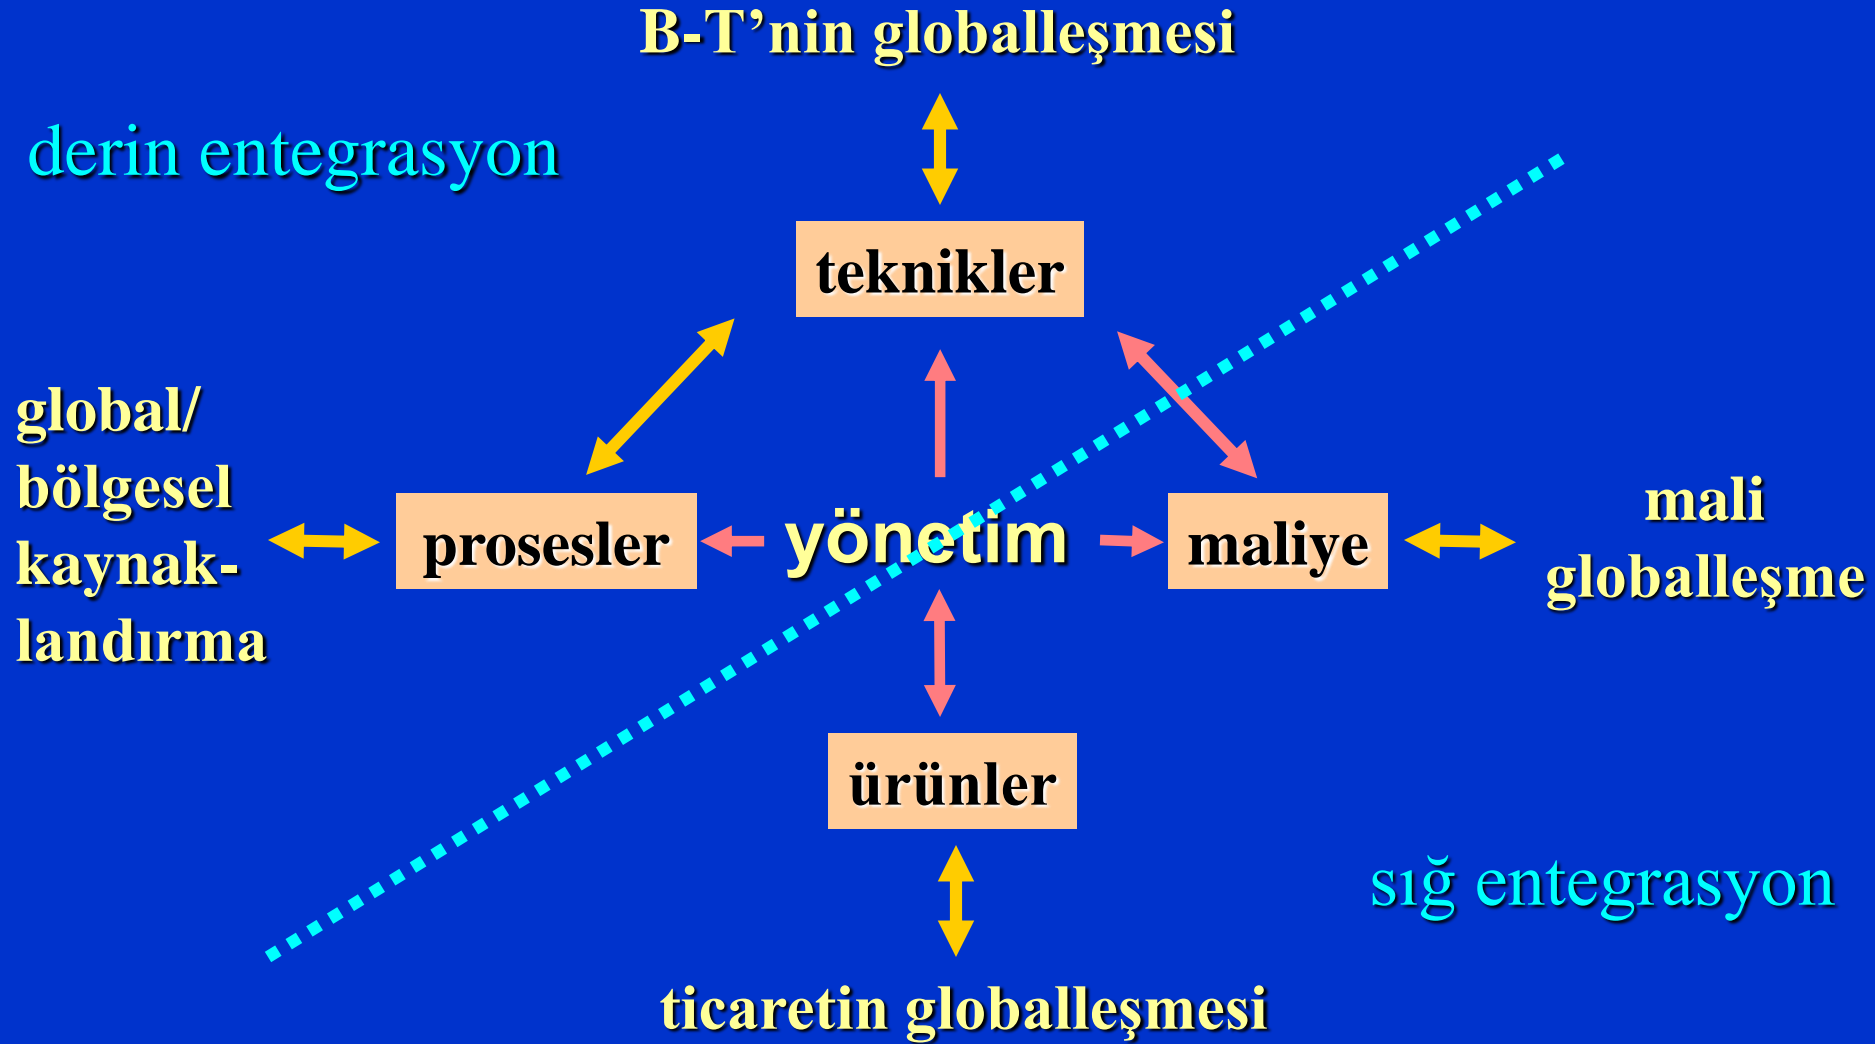 B-T’nin globalleşmesi
derin entegrasyon
teknikler
global/
bölgesel
kaynak-
landırma
prosesler
yönetim
maliye
mali
globalleşme
ürünler
sığ entegrasyon
ticaretin globalleşmesi